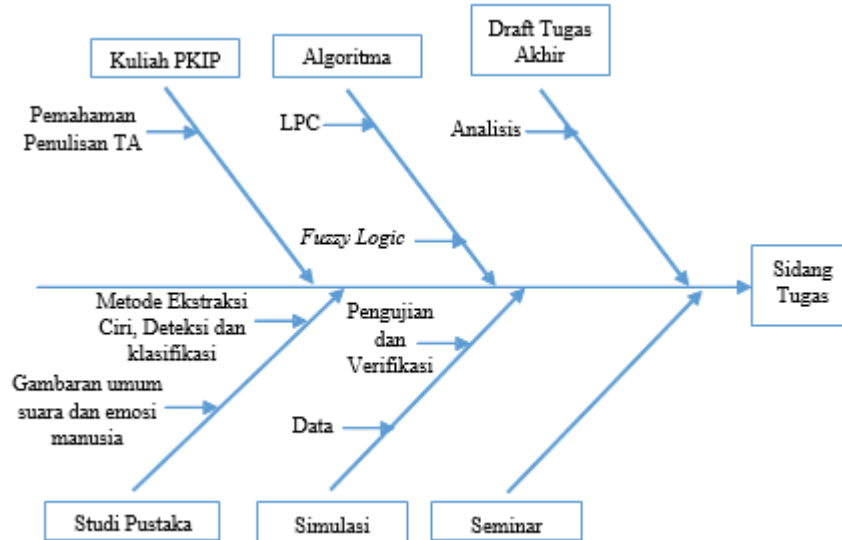 Kuliah PKIP
Algoritma
Draft Tugas
Akhir
Pemahaman
Penulisan TA
LPC
Analisis
Fuzzy Logic
Sidang
Tugas
Metode Ekstraksi
Ciri, Deteksi dan
klasifikasi
Gambaran umum
suara dan emosi
manusia
Pengujian
dan
Verifikasi
Data
Studi Pustaka
Simulasi
Seminar